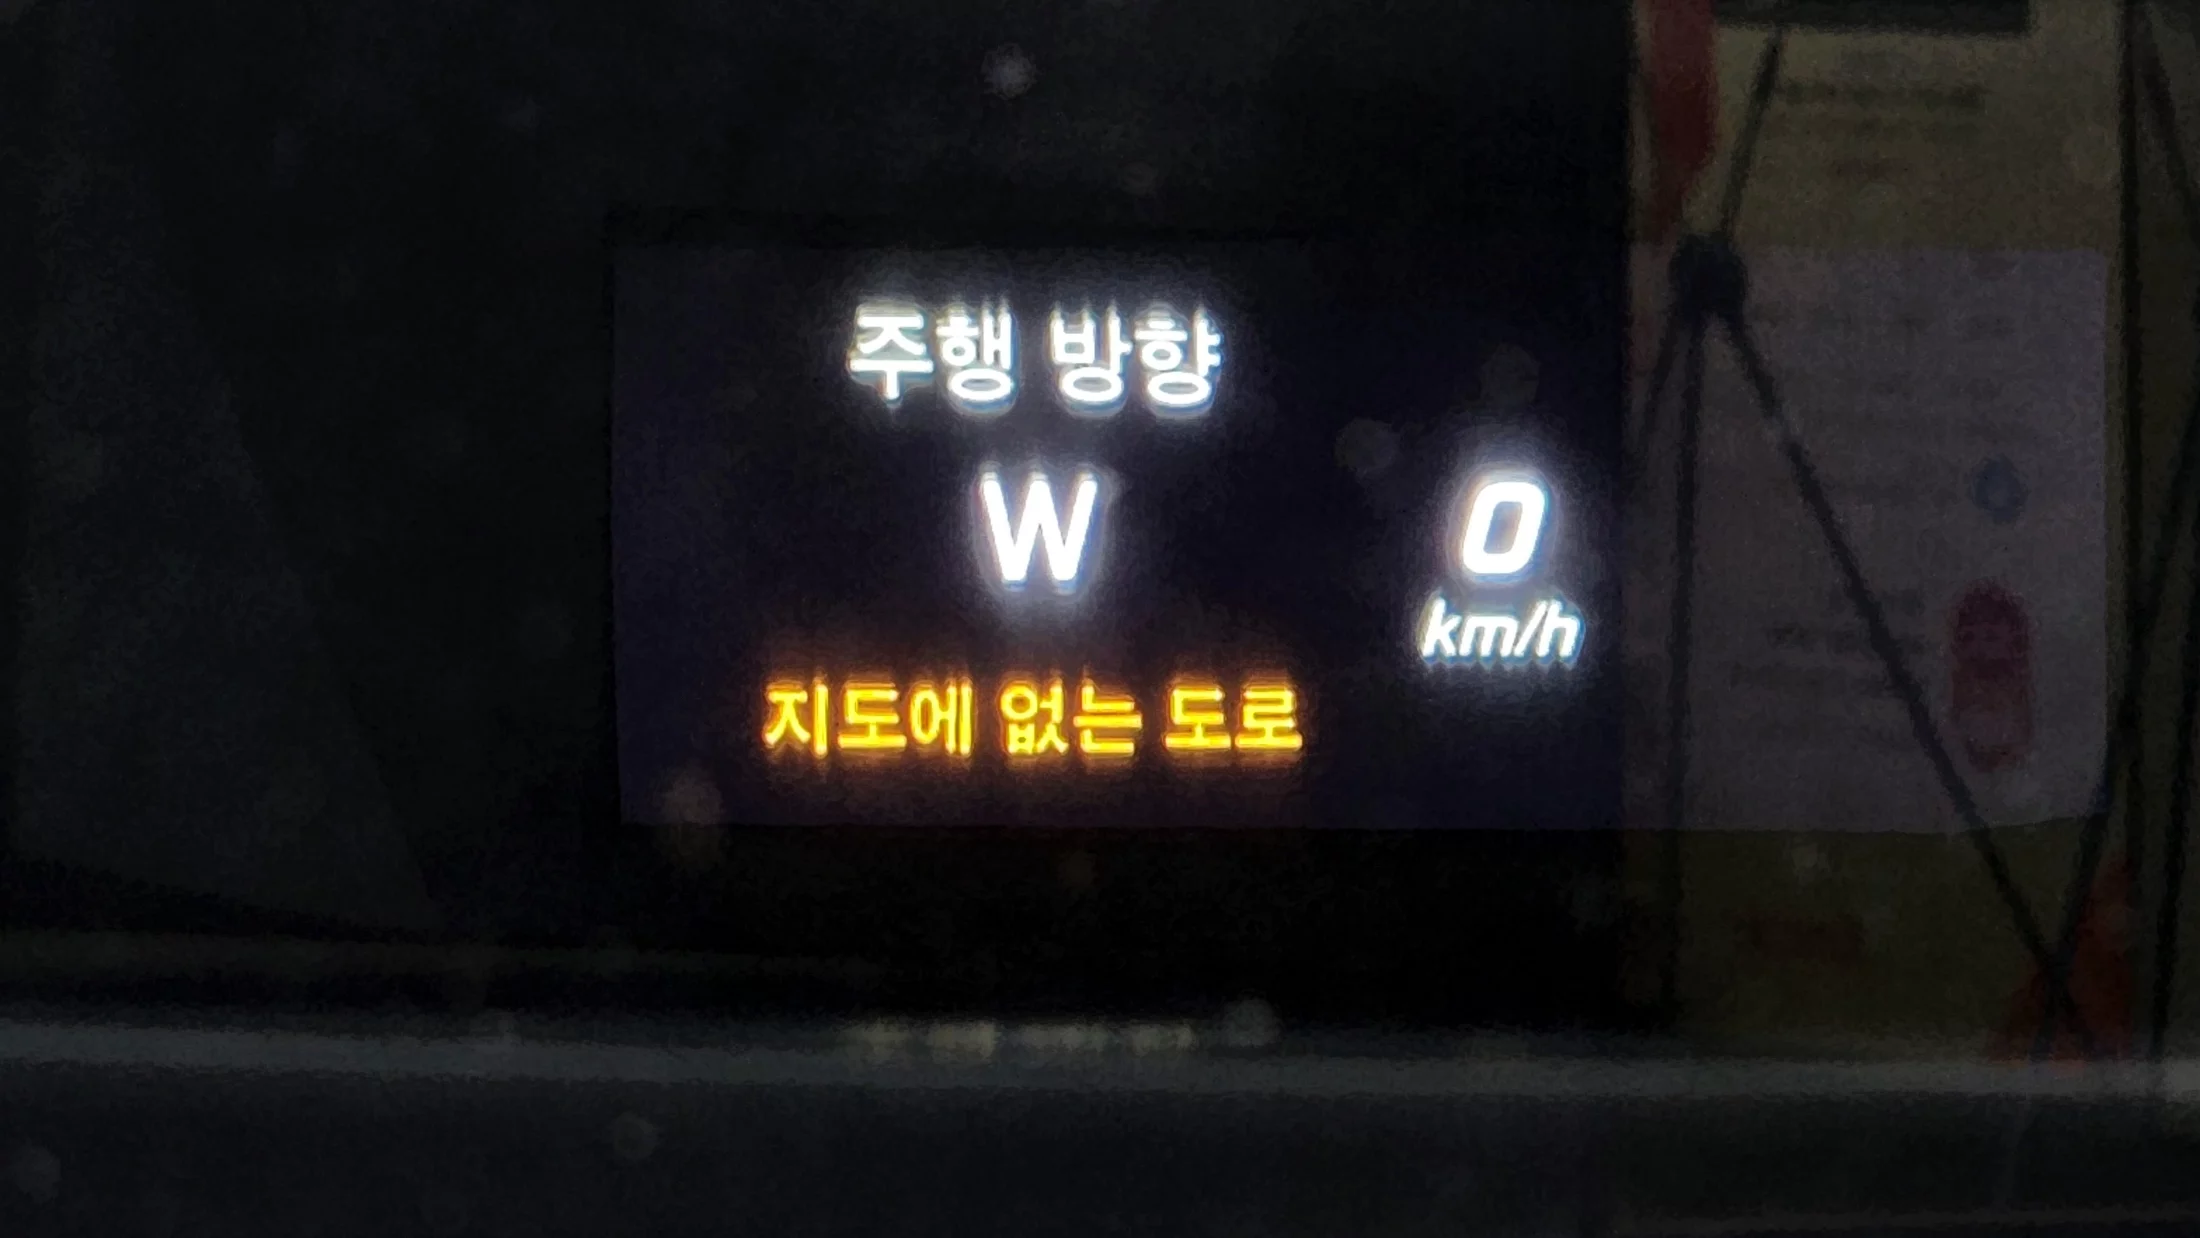 주행 방향
W
0
km/h
지도에 없는 도로